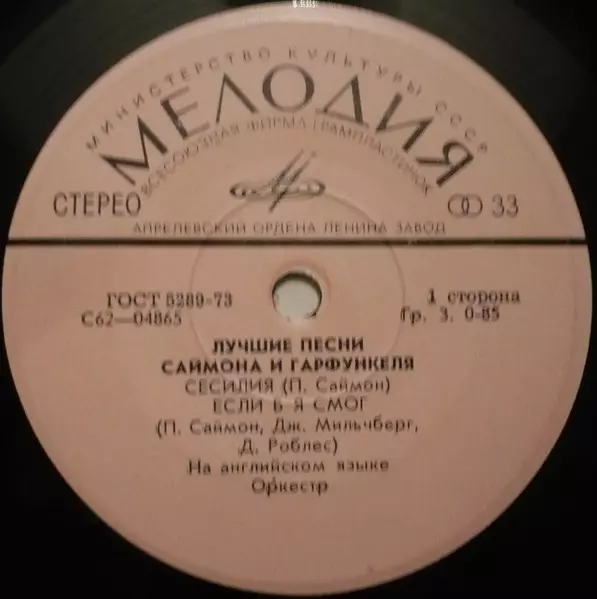 МИНИСТЕРСТВО КУЛЬТУРЫ СССР
МЕЛОДИЯ
ВСЕСОЮЗНАЯ ФИРМА ГРАМПЛАСТИНОК
СТЕРЕО
33
АПРЕЛЕВСКИЙ ОРДЕНА ЛЕНИНА ЗАВОД
ГОСТ 5289-73
1 сторона
С62—04865
Гр. 3. 0-85
ЛУЧШИЕ ПЕСНИ
САЙМОНА И ГАРФУНКЕЛЯ
СЕСИЛИЯ (П. Саймон)
ЕСЛИ Б Я СМОГ
(П. Саймон, Дж. Мильчберг,
Д. Роблес)
На английском языке
Оркестр